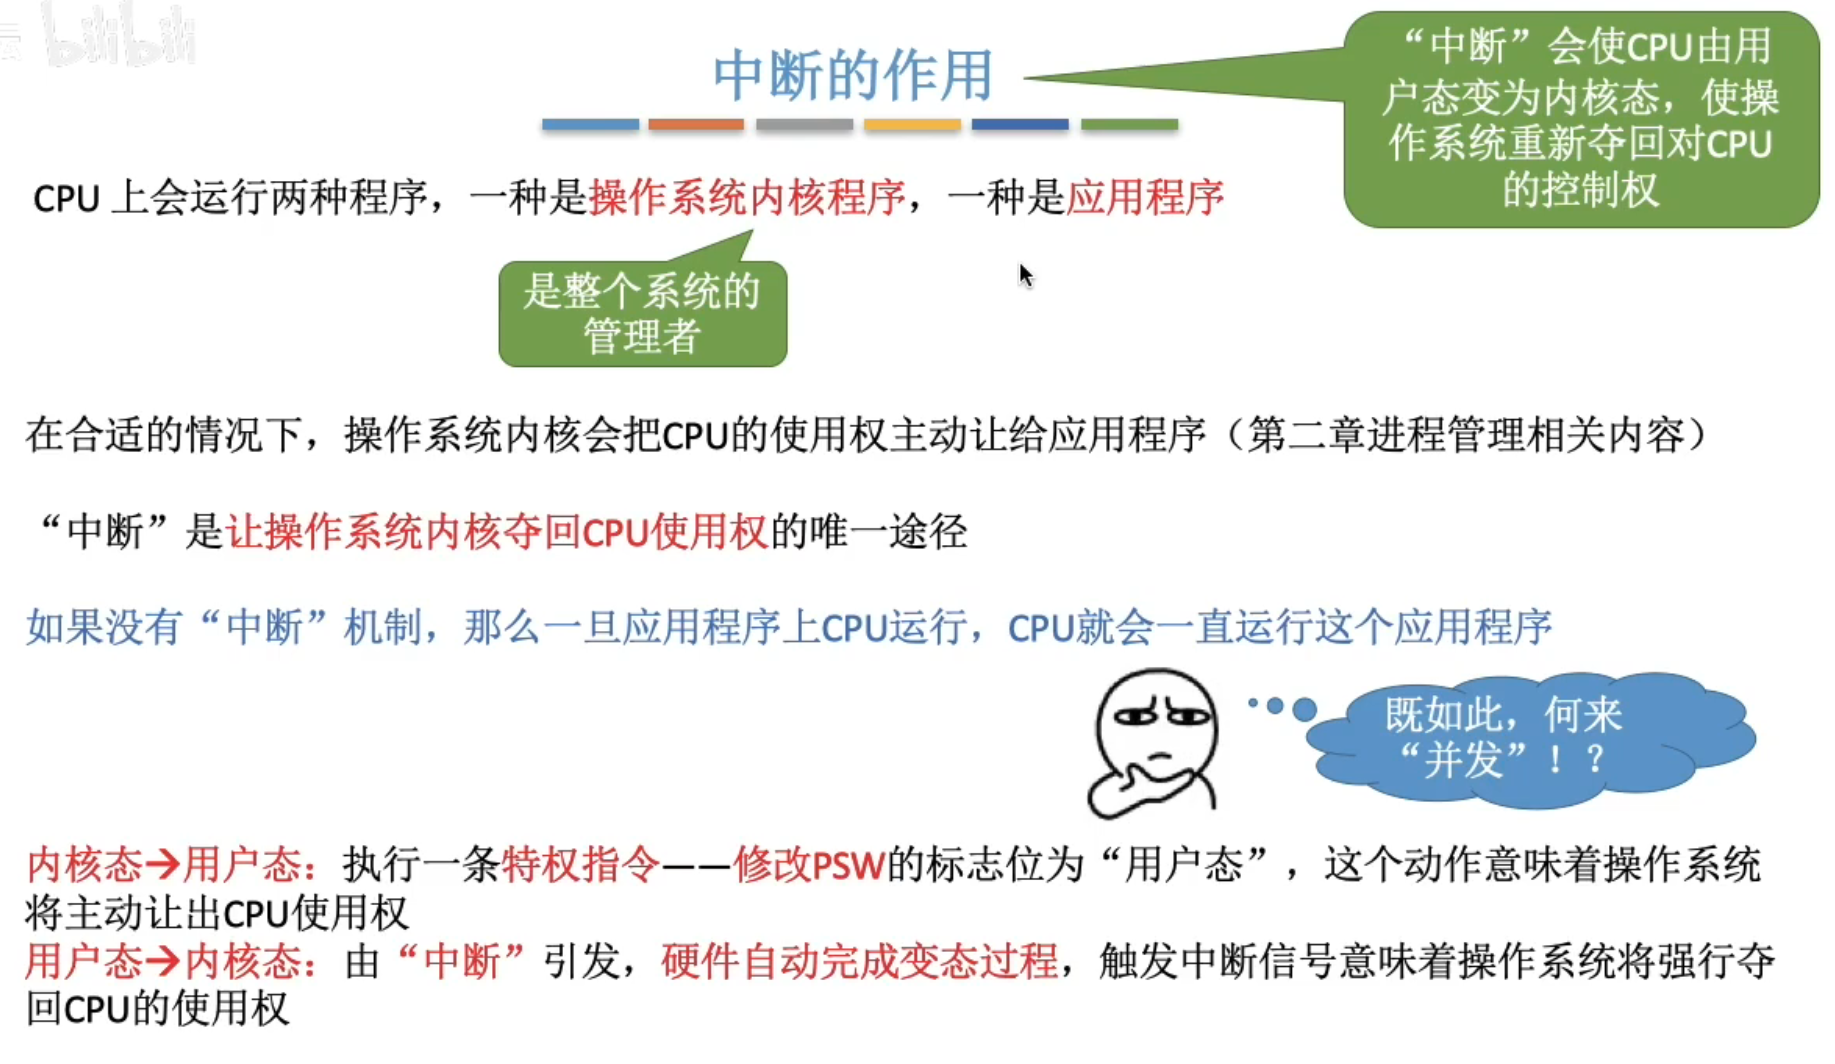 bilibili
中断的作用
“中断”会使CPU由用
户态变为内核态，使操
作系统重新夺回对CPU
的控制权
CPU 上会运行两种程序，一种是操作系统内核程序，一种是应用程序
是整个系统的
管理者
在合适的情况下，操作系统内核会把CPU的使用权主动让给应用程序（第二章进程管理相关内容）
“中断”是让操作系统内核夺回CPU使用权的唯一途径
如果没有“中断”机制，那么一旦应用程序上CPU运行，CPU就会一直运行这个应用程序
既如此，何来
“并发”！？
内核态→用户态：执行一条特权指令——修改PSW的标志位为“用户态”，这个动作意味着操作系统
将主动让出CPU使用权
用户态→内核态：由“中断”引发，硬件自动完成变态过程，触发中断信号意味着操作系统将强行夺
回CPU的使用权